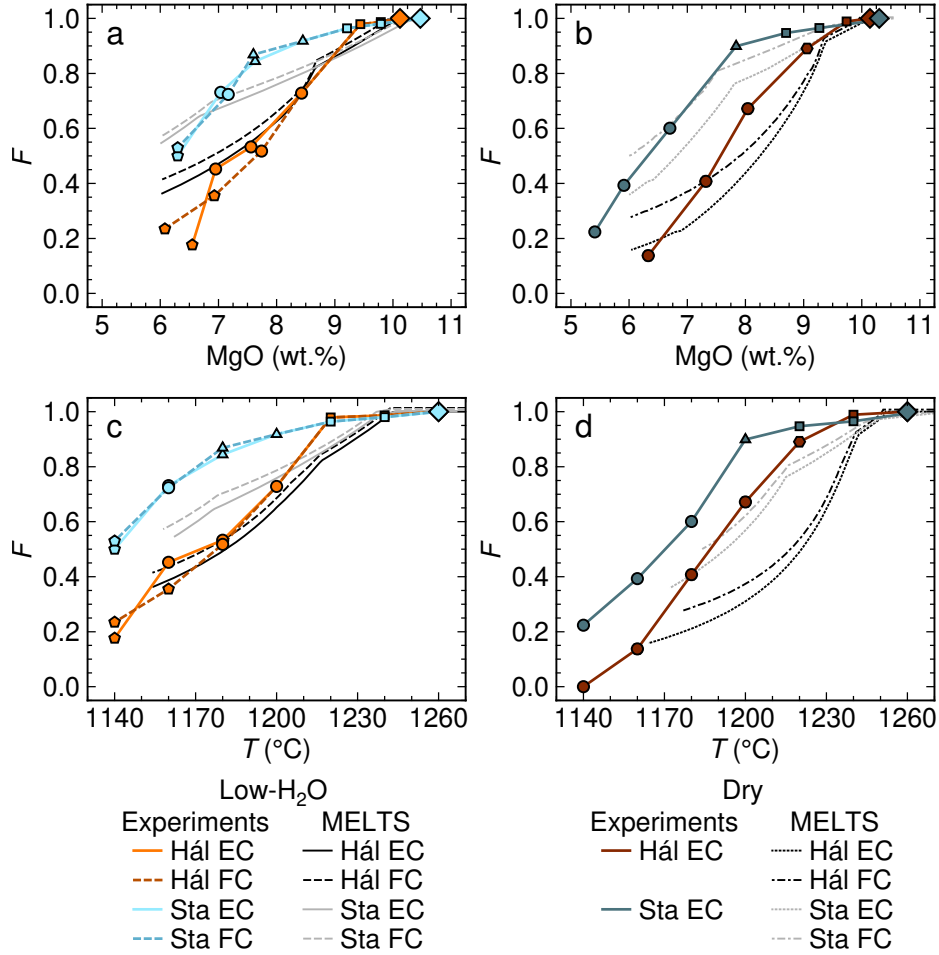 a
F
1.0
0.8
0.6
0.4
0.2
0.0
5 6 7 8 9 10 11
MgO (wt.%)
b
F
1.0
0.8
0.6
0.4
0.2
0.0
5 6 7 8 9 10 11
MgO (wt.%)
c
F
1.0
0.8
0.6
0.4
0.2
0.0
1140 1170 1200 1230 1260
T (°C)
d
F
1.0
0.8
0.6
0.4
0.2
0.0
1140 1170 1200 1230 1260
T (°C)
Low-H₂O
Experiments MELTS
Hál EC Hál EC
Hál FC Hál FC
Sta EC Sta EC
Sta FC Sta FC
Dry
Experiments MELTS
Hál EC Hál EC
Hál FC
Sta EC Sta EC
Sta FC